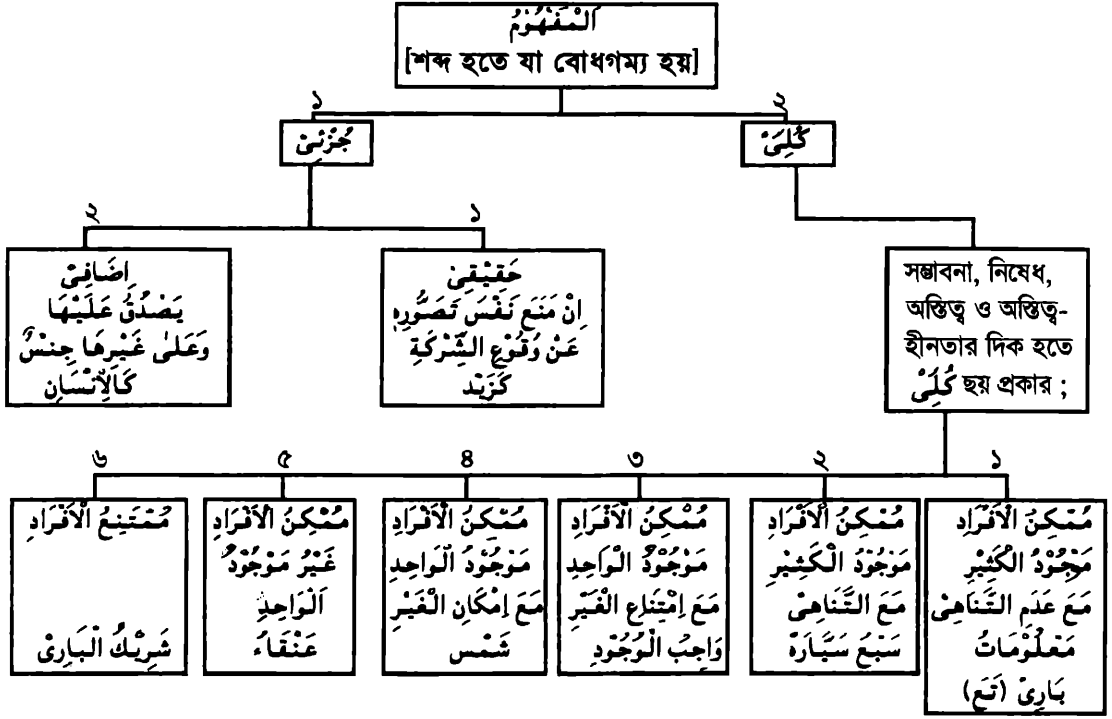 اَلْمَفْهُوْمُ
[শব্দ হতে যা বোধগম্য হয়]
১
২
جُزْئِىْ
كُلِّىْ
২
১
اِضَافِىْ
يَصْدُقُ عَلَيْهَا
وَعَلٰى غَيْرِهَا جِنْسٌ
كَالْاِنْسَانِ
حَقِيْقِىْ
اِنْ مَنَعَ نَفْسَ تَصَوُّرِهٖ
عَنْ وُقُوْعِ الشِّرْكَةِ
كَزَيْد
সম্ভাবনা, নিষেধ,
অস্তিত্ব ও অস্তিত্ব-
হীনতার দিক হতে
كُلِّىْ ছয় প্রকার ;
৬
৫
৪
৩
২
১
مُمْتَنِعُ الْاَفْرَادِ
شَرِيْكُ الْبَارِىْ
مُمْكِنُ الْاَفْرَادِ
غَيْرُ مَوْجُوْدُ
الْوَاحِدِ
عَنْقَاءُ
مُمْكِنُ الْاَفْرَادِ
مَوْجُوْدُ الْوَاحِدِ
مَعَ اِمْكَانِ الْغَيْرِ
شَمْس
مُمْكِنُ الْاَفْرَادِ
مَوْجُوْدُ الْوَاحِدِ
مَعَ اِمْتِنَاعِ الْغَيْرِ
وَاجِبُ الْوُجُوْدِ
مُمْكِنُ الْاَفْرَادِ
مَوْجُوْدُ الْكَثِيْرِ
مَعَ التَّنَاهِىْ
سَبْعُ سَيَّارَةْ
مُمْكِنُ الْاَفْرَادِ
مَوْجُوْدُ الْكَثِيْرِ
مَعَ عَدَمِ التَّنَاهِىْ
مَعْلُوْمَاتُ
بَارِىْ (تَعَ)